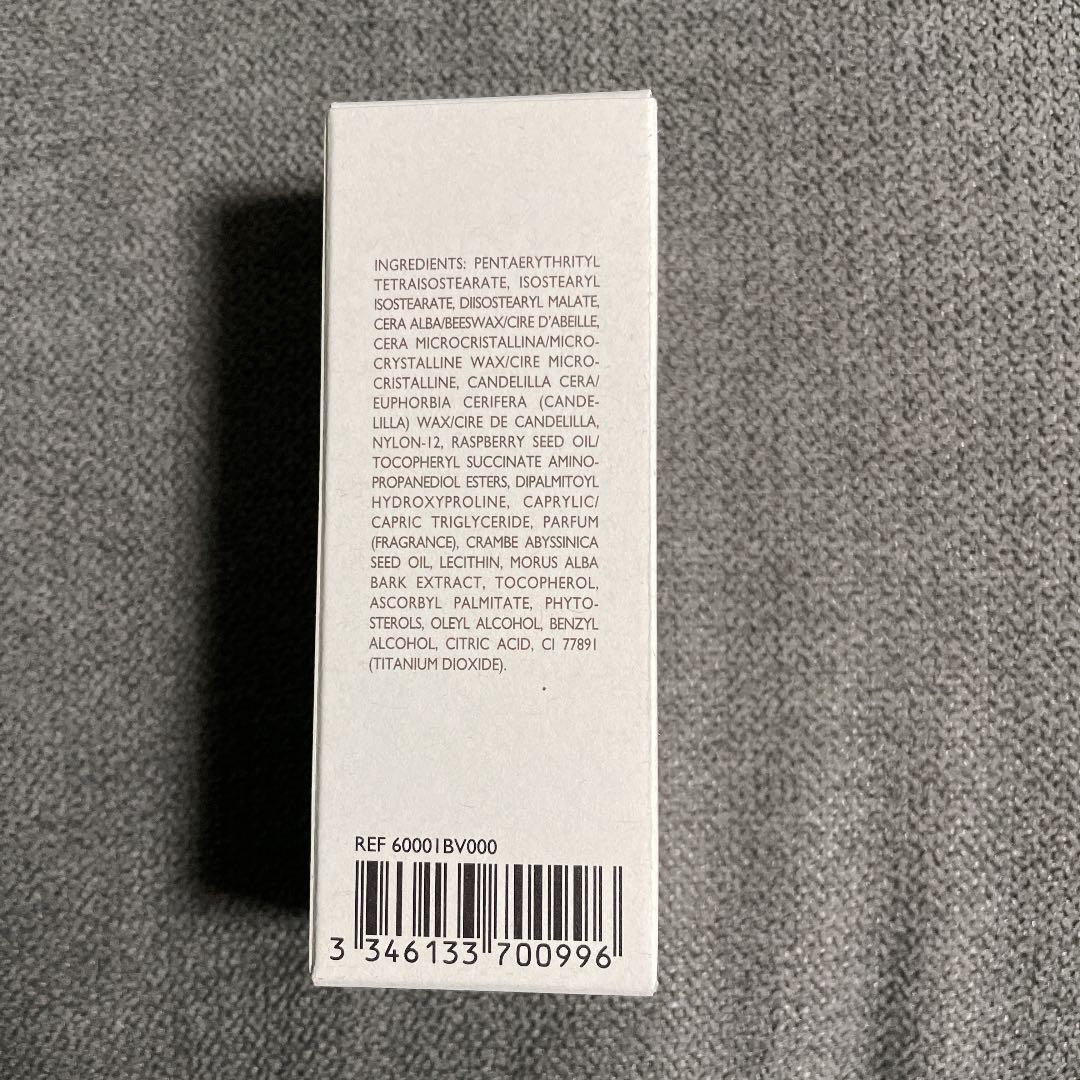 INGREDIENTS: PENTAERYTHRITYL
TETRAISOSTEARATE, ISOSTEARYL
ISOSTEARATE, DIISOSTEARYL MALATE,
CERA ALBA/BEESWAX/CIRE D'ABEILLE,
CERA MICROCRISTALLINA/MICRO-
CRYSTALLINE WAX/CIRE MICRO-
CRISTALLINE, CANDELILLA CERA/
EUPHORBIA CERIFERA (CANDE-
LILLA) WAX/CIRE DE CANDELILLA,
NYLON-12, RASPBERRY SEED OIL/
TOCOPHERYL SUCCINATE AMINO-
PROPANEDIOL ESTERS, DIPALMITOYL
HYDROXYPROLINE, CAPRYLIC/
CAPRIC TRIGLYCERIDE, PARFUM
(FRAGRANCE), CRAMBE ABYSSINICA
SEED OIL, LECITHIN, MORUS ALBA
BARK EXTRACT, TOCOPHEROL,
ASCORBYL PALMITATE, PHYTO-
STEROLS, OLEYL ALCOHOL, BENZYL
ALCOHOL, CITRIC ACID, CI 77891
(TITANIUM DIOXIDE).
REF 60001BV000
3 346133 700996